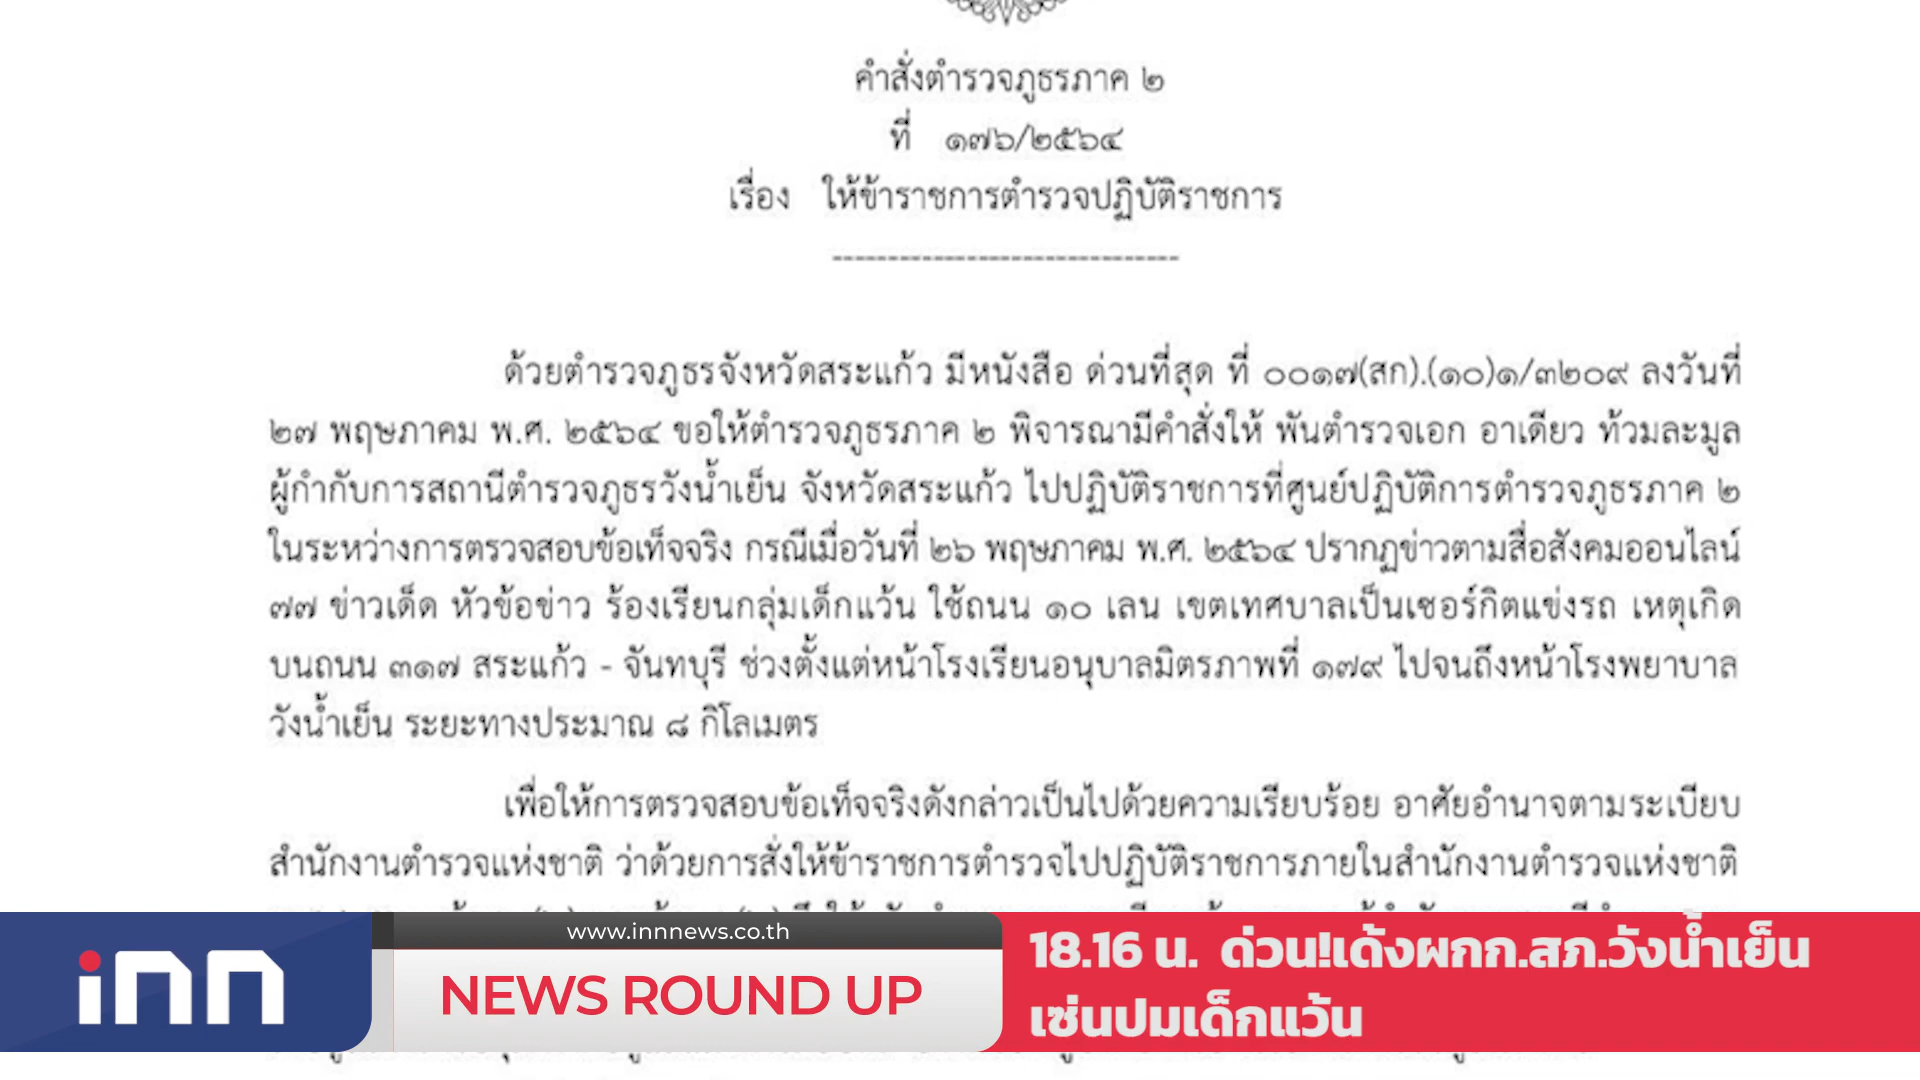 คำสั่งตำรวจภูธรภาค ๒
ที่ ๑๗๖/๒๕๖๔
เรื่อง ให้ข้าราชการตำรวจปฏิบัติราชการ
-------------------------------
ด้วยตำรวจภูธรจังหวัดสระแก้ว มีหนังสือ ด่วนที่สุด ที่ ๐๐๑๗(สก).(๑๐)๑/๓๒๐๙ ลงวันที่
๒๗ พฤษภาคม พ.ศ. ๒๕๖๔ ขอให้ตำรวจภูธรภาค ๒ พิจารณามีคำสั่งให้ พันตำรวจเอก อาเดียว ท้วมละมูล
ผู้กำกับการสถานีตำรวจภูธรวังน้ำเย็น จังหวัดสระแก้ว ไปปฏิบัติราชการที่ศูนย์ปฏิบัติการตำรวจภูธรภาค ๒
ในระหว่างการตรวจสอบข้อเท็จจริง กรณีเมื่อวันที่ ๒๖ พฤษภาคม พ.ศ. ๒๕๖๔ ปรากฏข่าวตามสื่อสังคมออนไลน์
๗๗ ข่าวเด็ด หัวข้อข่าว ร้องเรียนกลุ่มเด็กแว้น ใช้ถนน ๑๐ เลน เขตเทศบาลเป็นเซอร์กิตแข่งรถ เหตุเกิด
บนถนน ๓๑๗ สระแก้ว - จันทบุรี ช่วงตั้งแต่หน้าโรงเรียนอนุบาลมิตรภาพที่ ๑๗๙ ไปจนถึงหน้าโรงพยาบาล
วังน้ำเย็น ระยะทางประมาณ ๘ กิโลเมตร
เพื่อให้การตรวจสอบข้อเท็จจริงดังกล่าวเป็นไปด้วยความเรียบร้อย อาศัยอำนาจตามระเบียบ
สำนักงานตำรวจแห่งชาติ ว่าด้วยการสั่งให้ข้าราชการตำรวจไปปฏิบัติราชการภายในสำนักงานตำรวจแห่งชาติ
inn
www.innnews.co.th
NEWS ROUND UP
18.16 น. ด่วน!เด้งผกก.สภ.วังน้ำเย็น
เซ่นปมเด็กแว้น